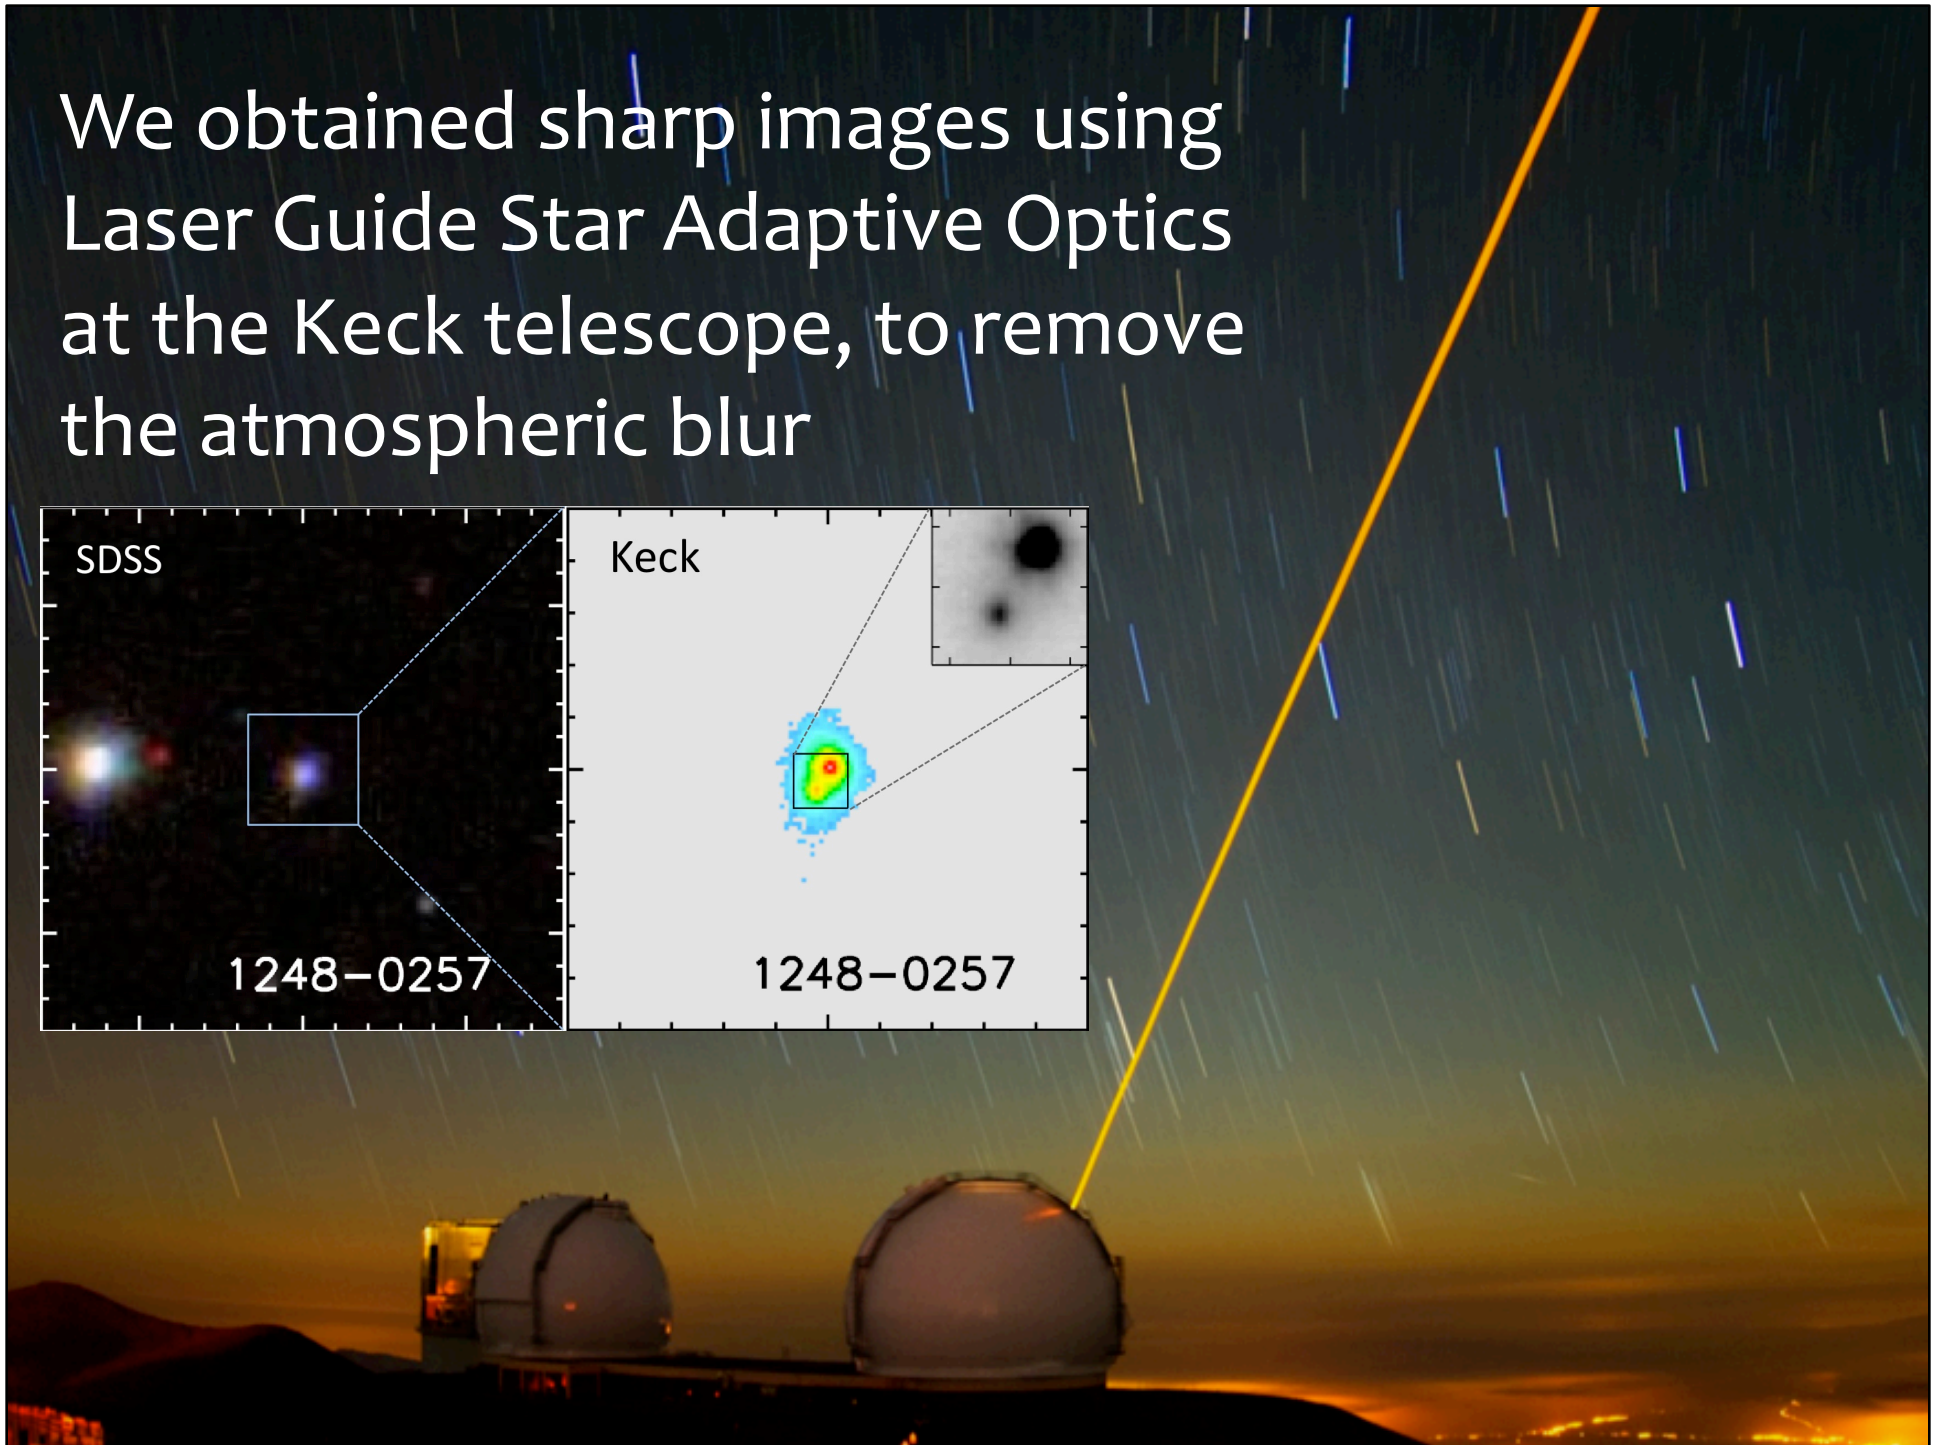 We obtained sharp images using
Laser Guide Star Adaptive Optics
at the Keck telescope, to remove
the atmospheric blur
SDSS
Keck
1248−0257
1248−0257